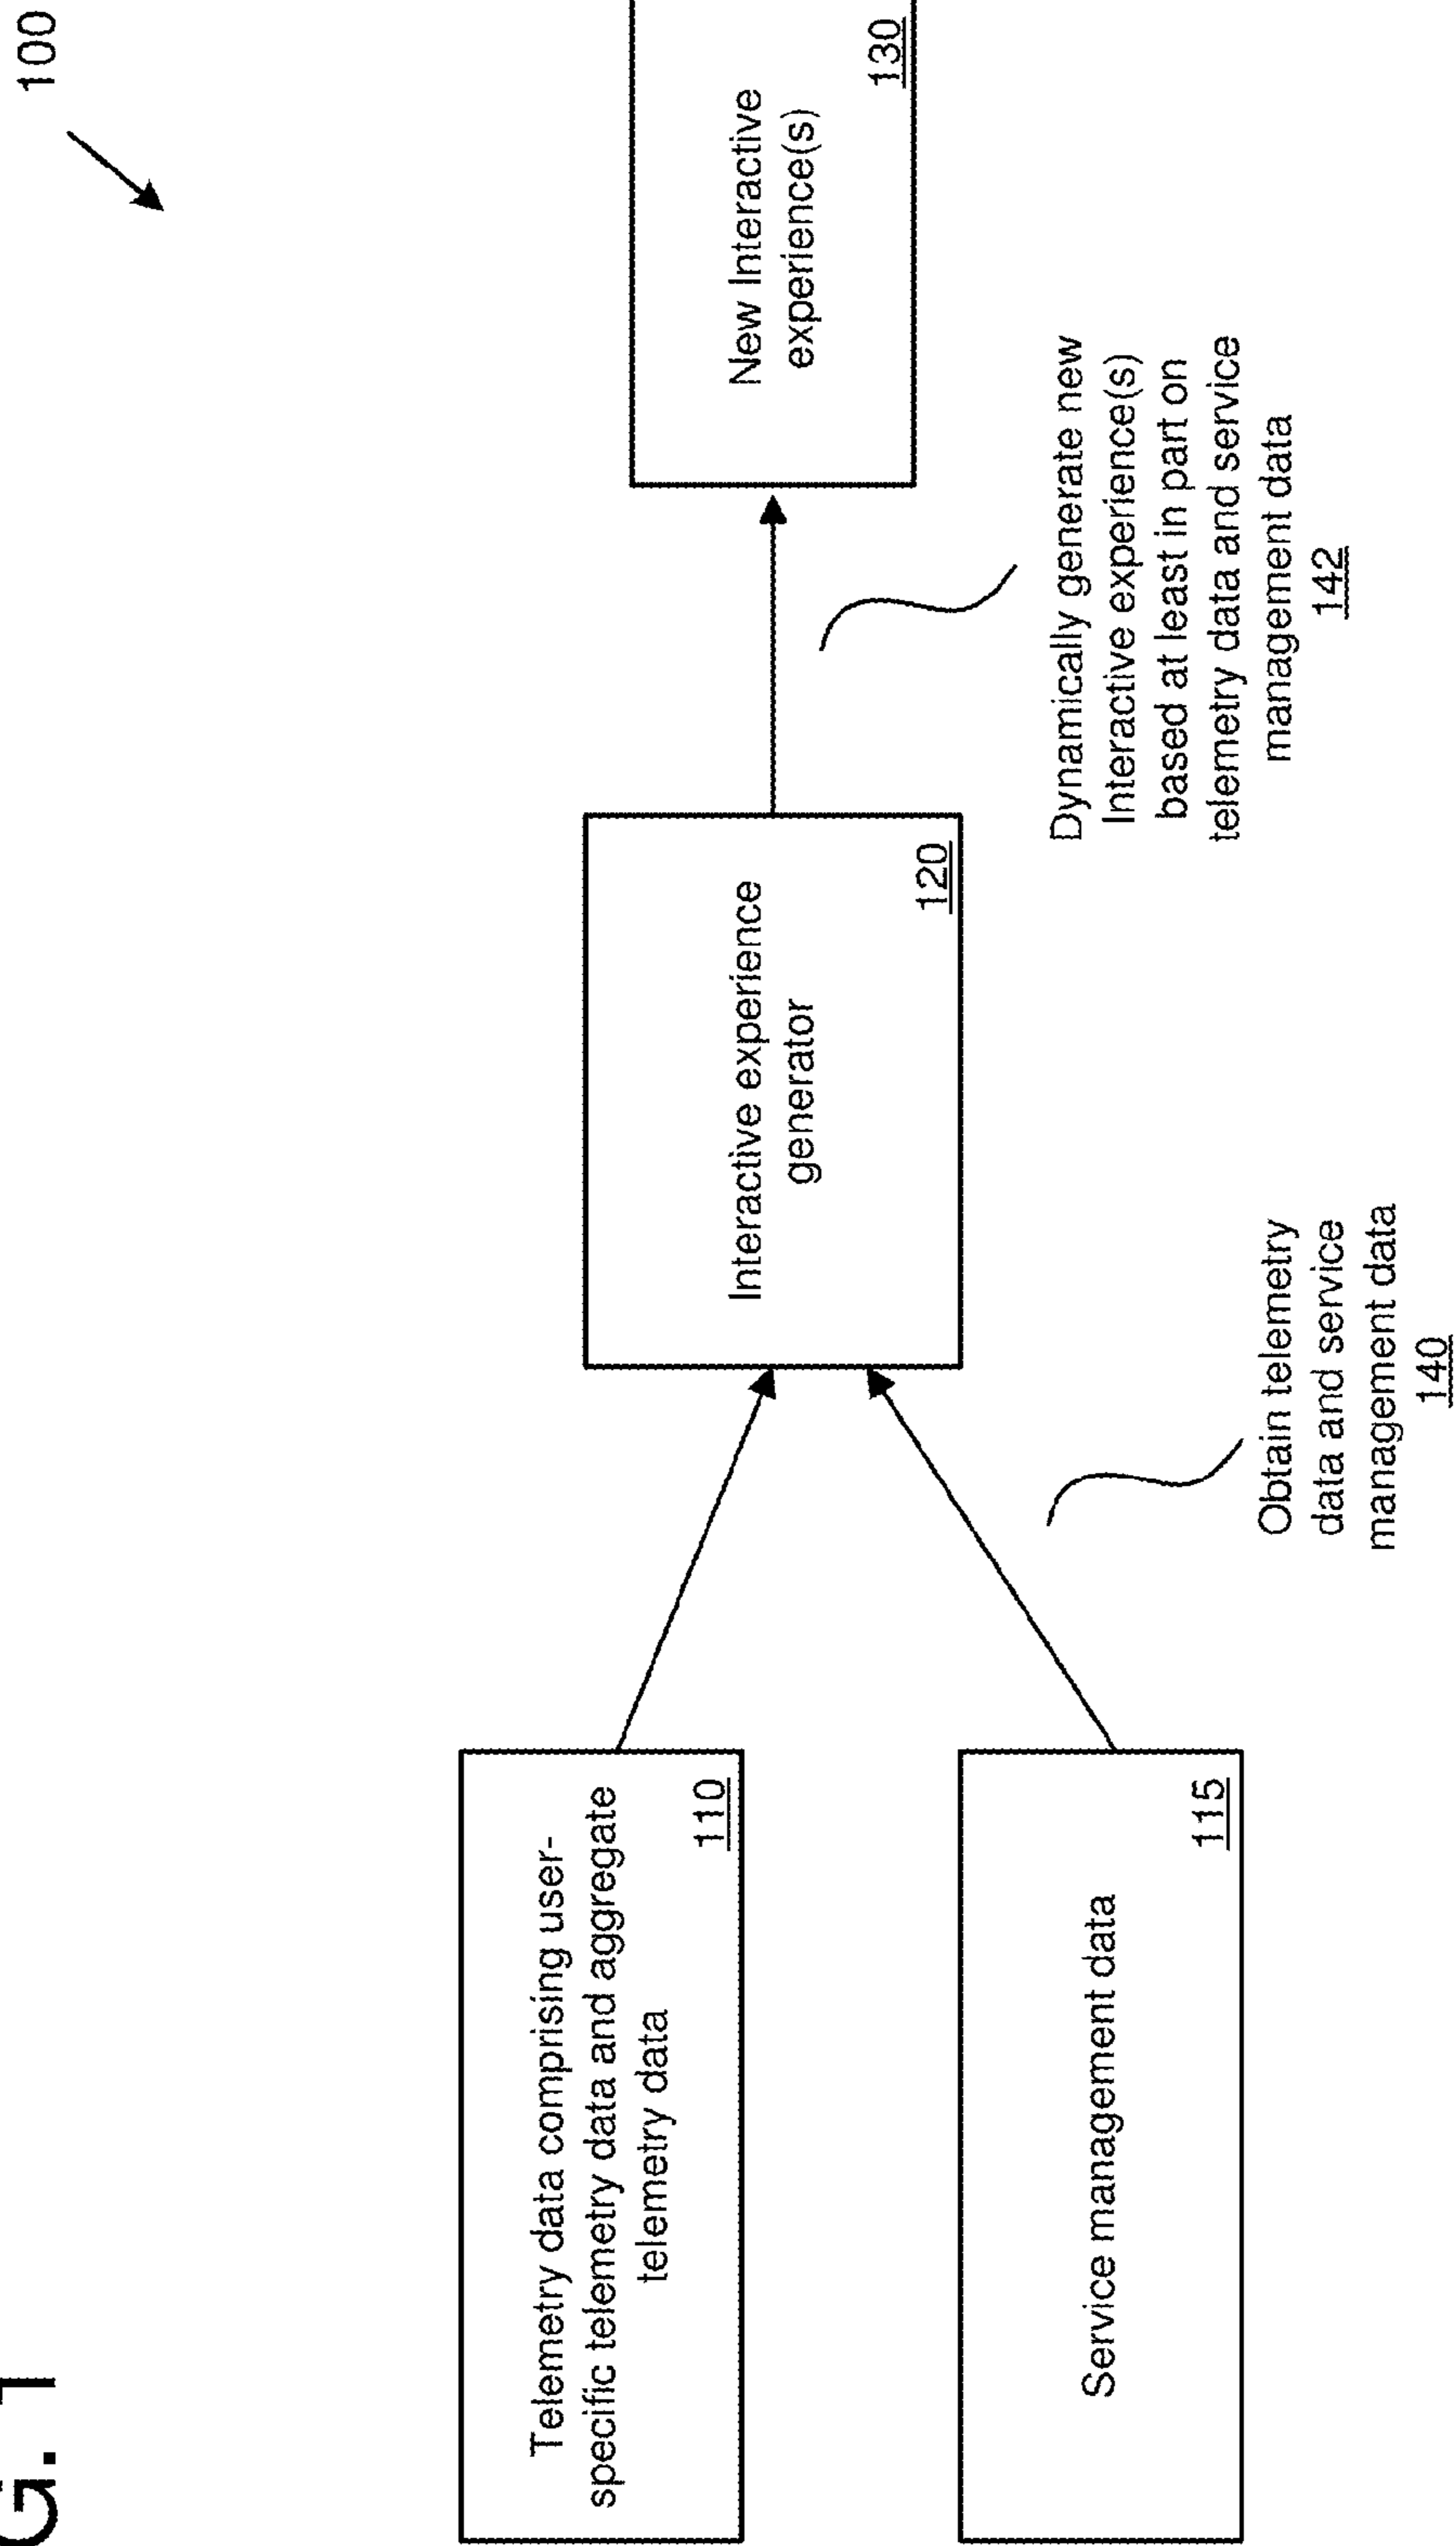 G. 1
100
Telemetry data comprising user-
specific telemetry data and aggregate
telemetry data
110
Service management data
115
Obtain telemetry
data and service
management data
140
Interactive experience
generator
120
Dynamically generate new
Interactive experience(s)
based at least in part on
telemetry data and service
management data
142
New Interactive
experience(s)
130